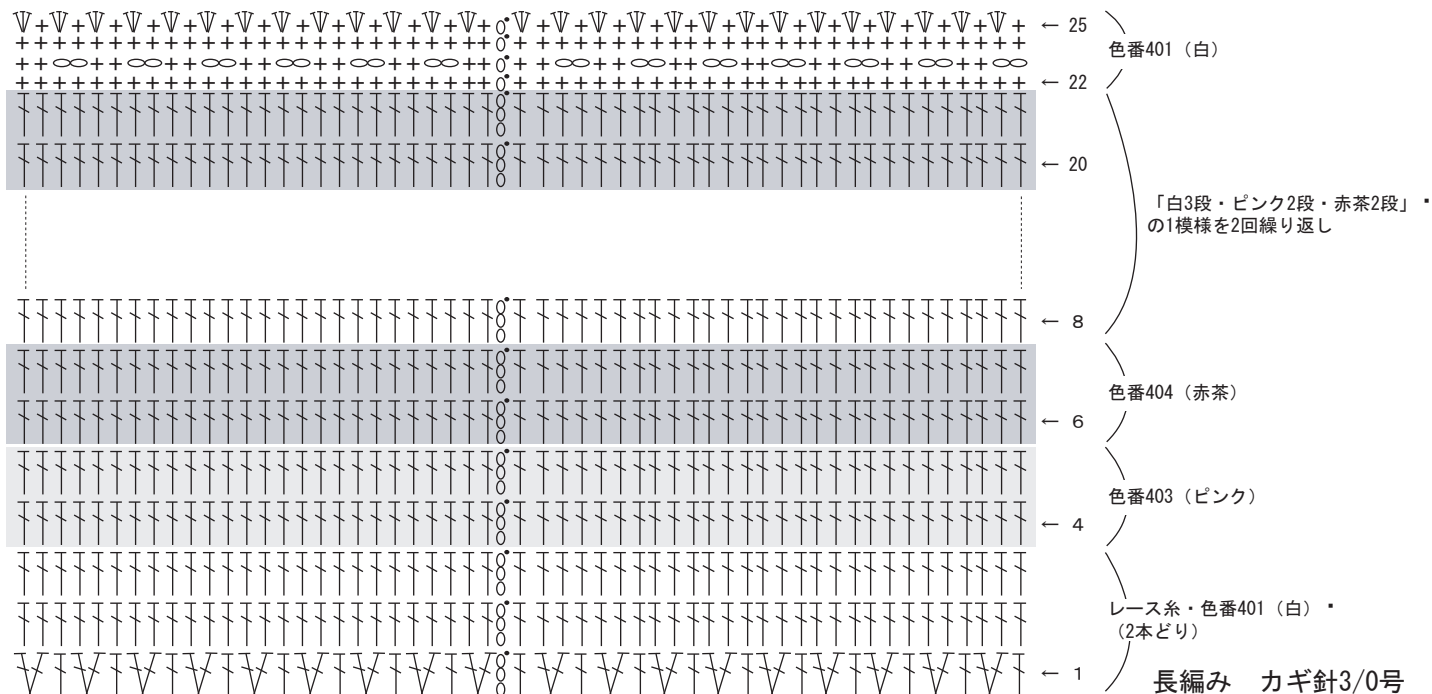 ← 25
色番401（白）
← 22
← 20
「白3段・ピンク2段・赤茶2段」
の1模様を2回繰り返し
← 8
色番404（赤茶）
← 6
色番403（ピンク）
← 4
レース糸・色番401（白）
（2本どり）
← 1
長編み　カギ針3/0号